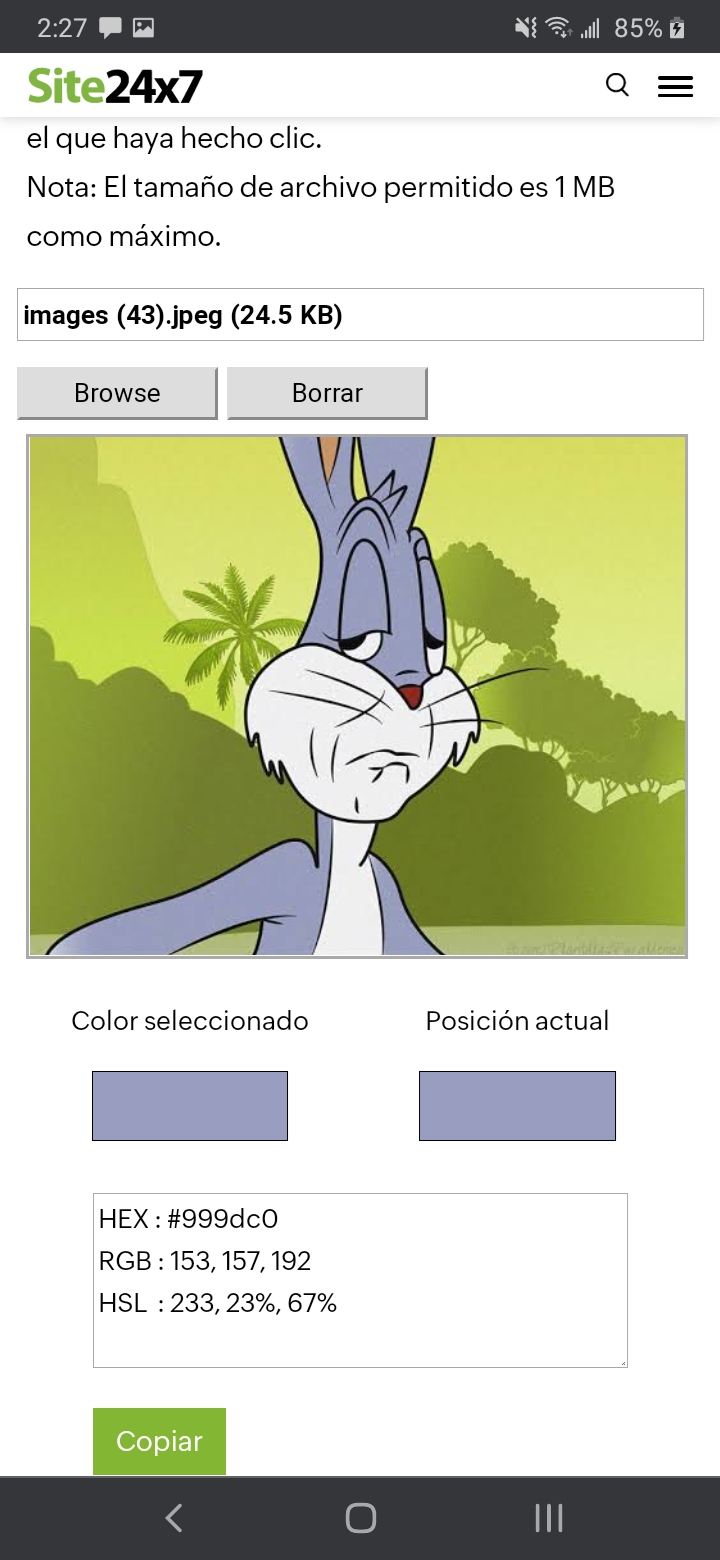 2:27
85%
Site24x7
el que haya hecho clic.
Nota: El tamaño de archivo permitido es 1 MB
como máximo.
images (43).jpeg (24.5 KB)
Browse
Borrar
Color seleccionado
Posición actual
HEX : #999dc0
RGB : 153, 157, 192
HSL : 233, 23%, 67%
Copiar